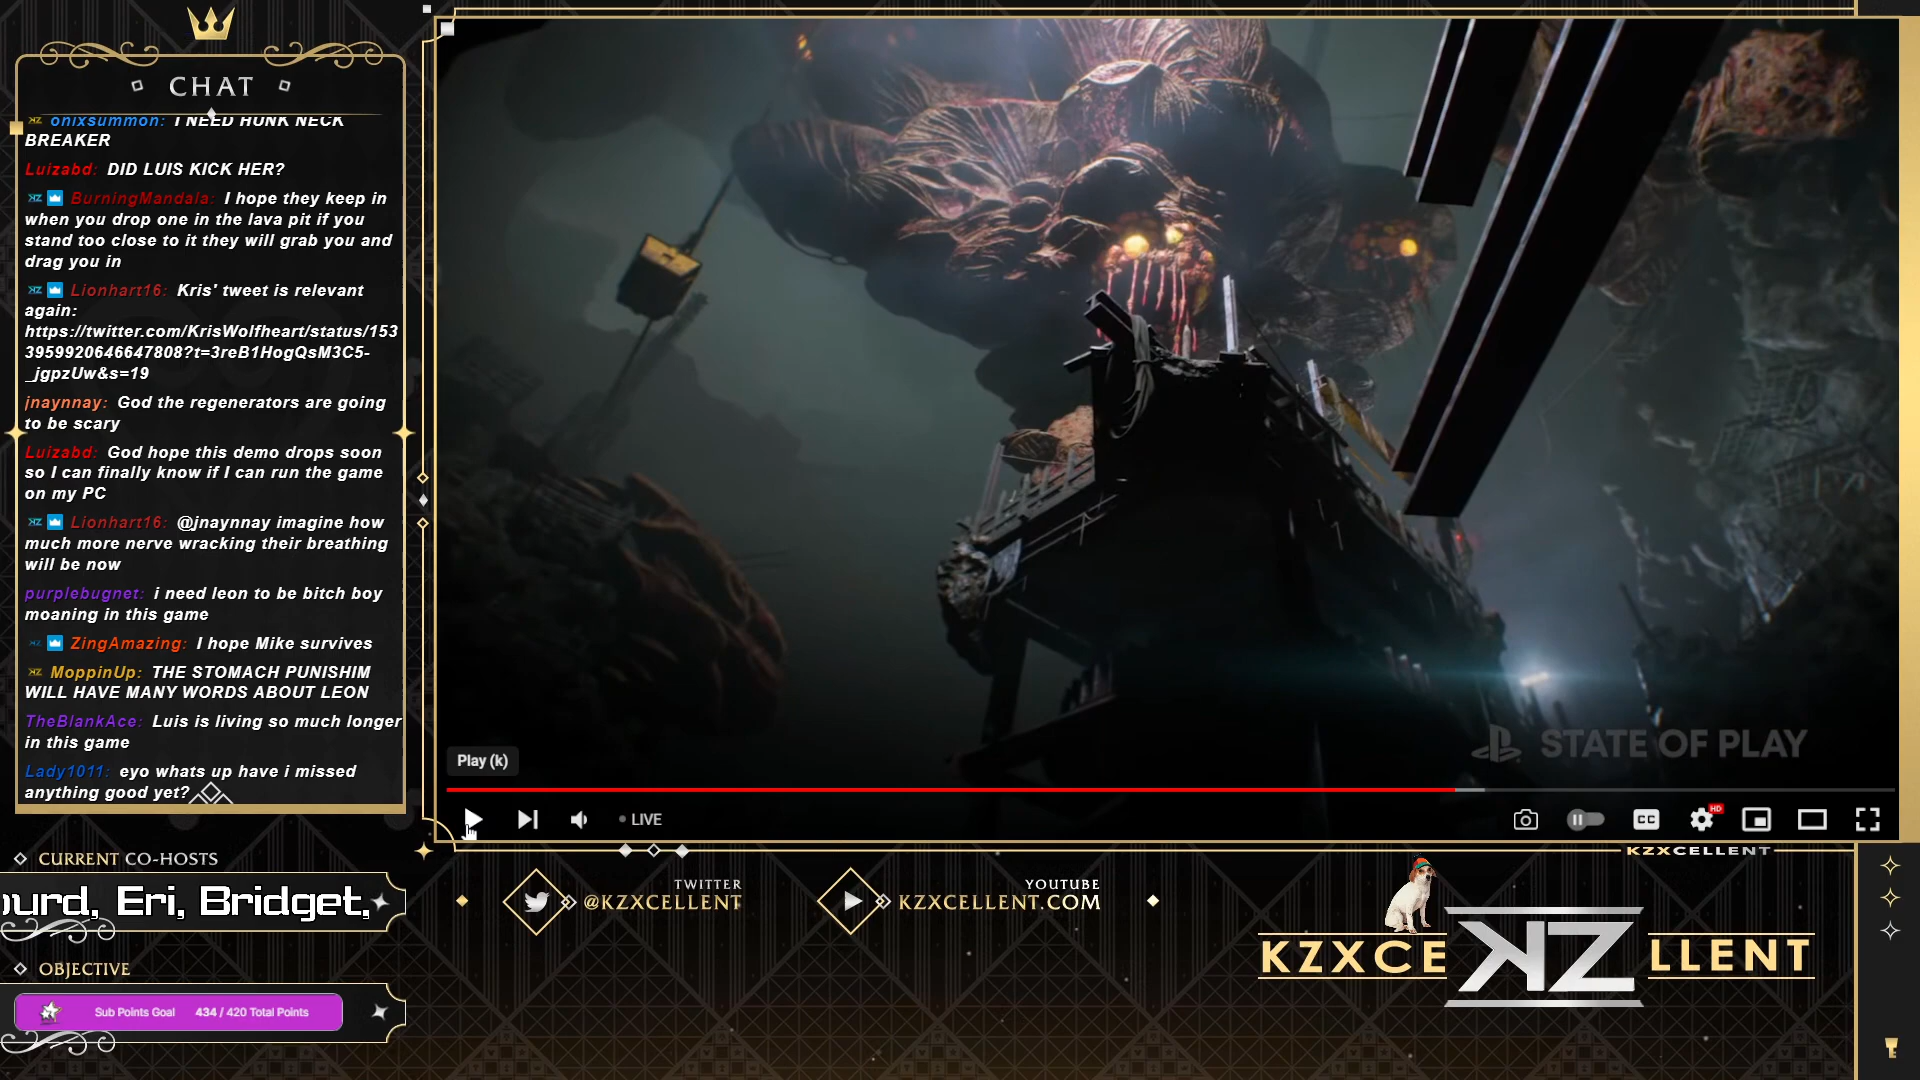 CHAT
onixsummon: I NEED HUNK NECK
BREAKER
Luizabd: DID LUIS KICK HER?
BurningMandala: I hope they keep in
when you drop one in the lava pit if you
stand too close to it they will grab you and
drag you in
Lionhart16: Kris' tweet is relevant
again:
https://twitter.com/KrisWolfheart/status/153
3959920646647808?t=3reB1HogQsM3C5-
_jgpzUw&s=19
jnaynnay: God the regenerators are going
to be scary
Luizabd: God hope this demo drops soon
so I can finally know if I can run the game
on my PC
Lionhart16: @jnaynnay imagine how
much more nerve wracking their breathing
will be now
purplebugnet: i need leon to be bitch boy
moaning in this game
ZingAmazing: I hope Mike survives
MoppinUp: THE STOMACH PUNISHIM
WILL HAVE MANY WORDS ABOUT LEON
TheBlankAce: Luis is living so much longer
in this game
Lady1011: eyo whats up have i missed
anything good yet?
CURRENT CO-HOSTS
ourd, Eri, Bridget,
OBJECTIVE
Sub Points Goal 434 / 420 Total Points
STATE OF PLAY
Play (k)
LIVE
CC
HD
KZXCELLENT
TWITTER
@KZXCELLENT
YOUTUBE
KZXCELLENT.COM
KZXCE KZ LLENT